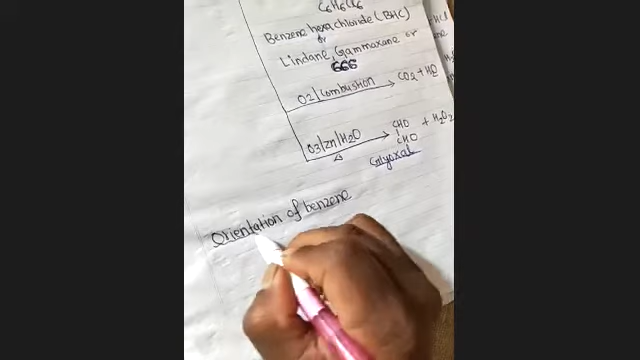 C6H6Cl6
Benzene hexachloride (BHC)
or
Lindane, Gammaxane or
666
O2/Combustion → CO2 + H2O
CHO
O3/Zn/H2O → + H2O2
Δ CHO
Glyoxal
Orientation of benzene